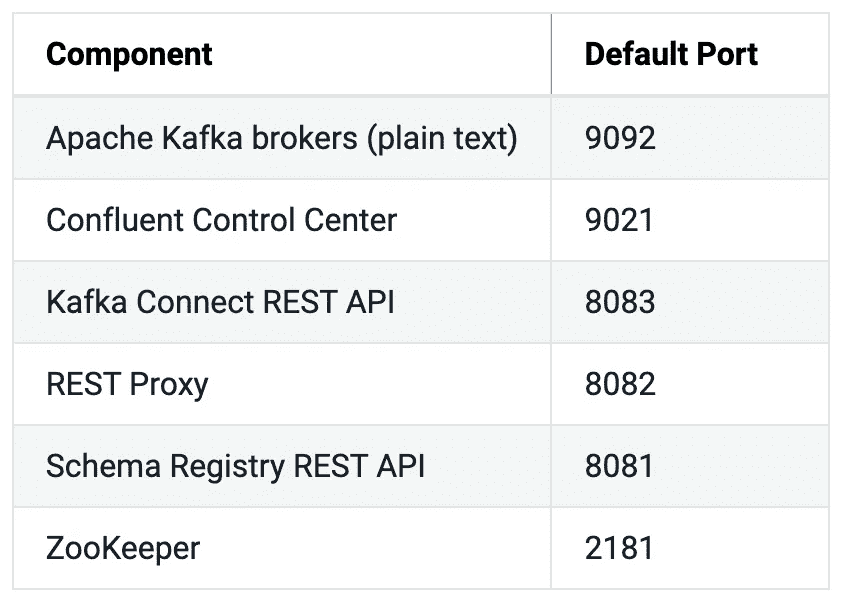 Component Default Port
Apache Kafka brokers (plain text) 9092
Confluent Control Center 9021
Kafka Connect REST API 8083
REST Proxy 8082
Schema Registry REST API 8081
ZooKeeper 2181